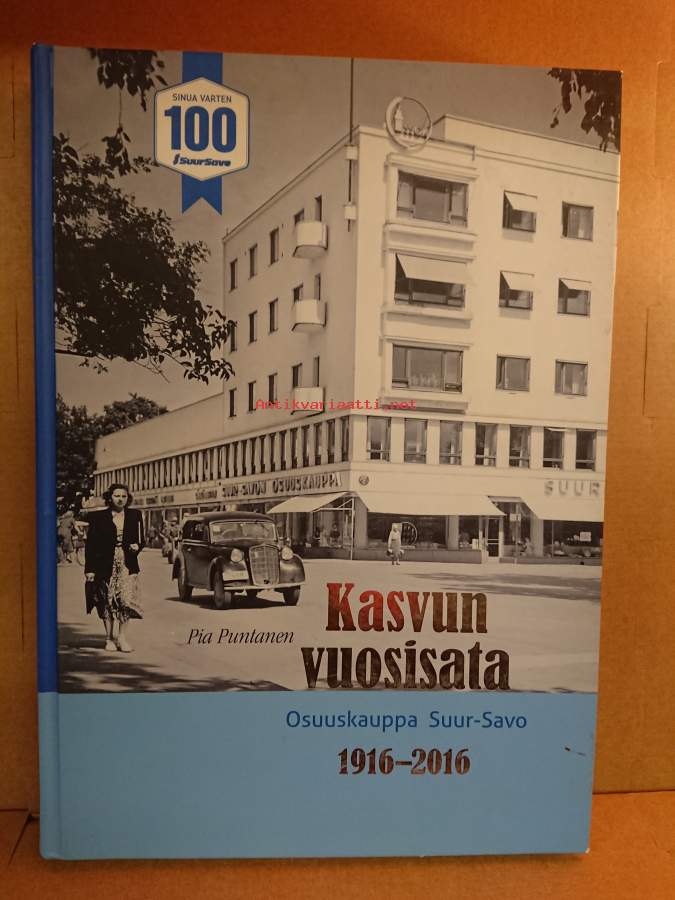 SINUA VARTEN
100
SuurSavo
Antikvariaatti.net
SUUR-SAVON OSUUSKAUPPA
SUUR
Pia Puntanen
Kasvun
vuosisata
Osuuskauppa Suur-Savo
1916–2016